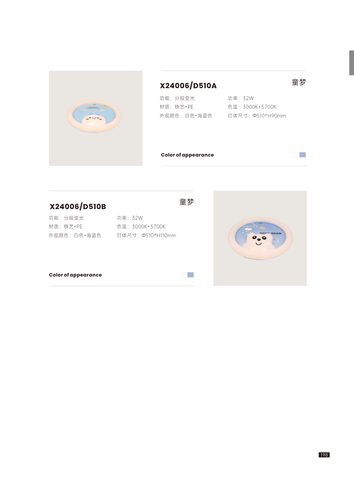 X24006/D510A
童梦
功能：分段变光
功率：32W
材质：铁艺+PE
色温：3000K+5700K
外观颜色：白色+海蓝色
灯体尺寸：Φ510*H90mm
Color of appearance
X24006/D510B
童梦
功能：分段变光
功率：32W
材质：铁艺+PE
色温：3000K+5700K
外观颜色：白色+海蓝色
灯体尺寸：Φ510*H110mm
Color of appearance